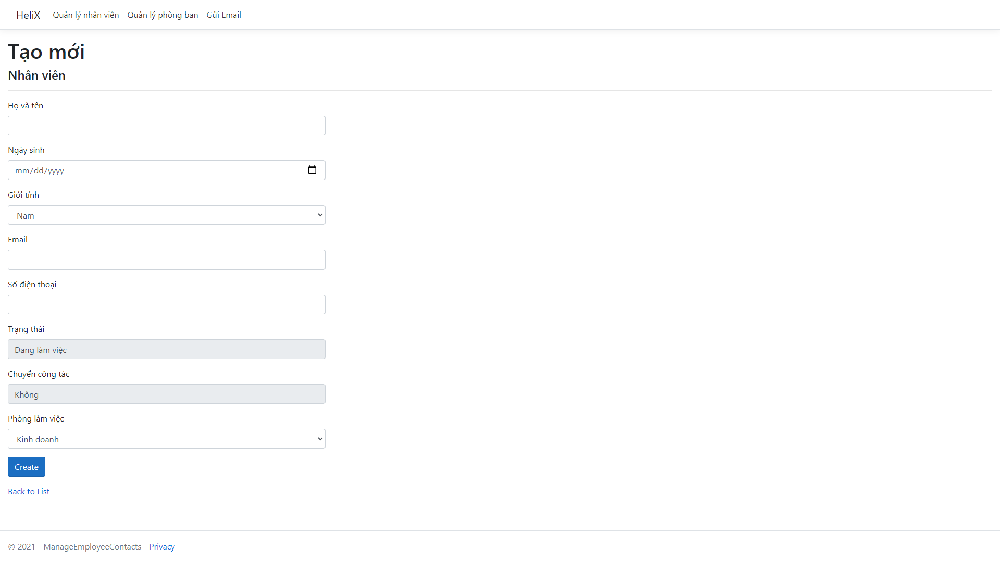 HeliX Quản lý nhân viên Quản lý phòng ban Gửi Email
Tạo mới
Nhân viên
Họ và tên
Ngày sinh
mm/dd/yyyy
Giới tính
Nam
Email
Số điện thoại
Trạng thái
Đang làm việc
Chuyển công tác
Không
Phòng làm việc
Kinh doanh
Create
Back to List
© 2021 - ManageEmployeeContacts - Privacy